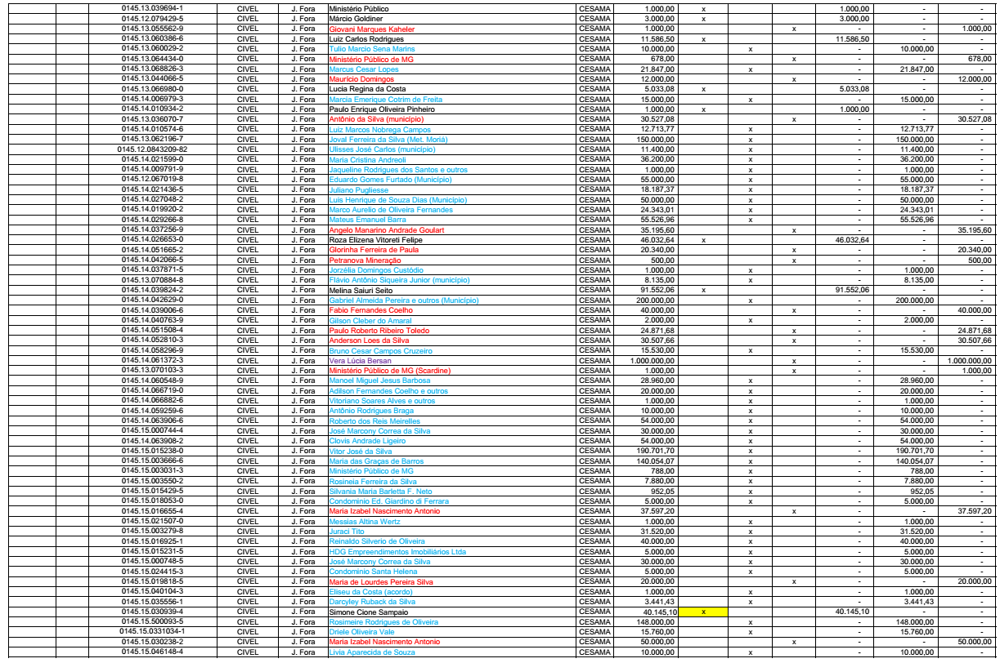 0145.13.039694-1 CIVEL J. Fora Ministério Público CESAMA 1.000,00 x 1.000,00 - -
0145.12.079429-5 CIVEL J. Fora Márcio Goldiner CESAMA 3.000,00 x 3.000,00 - -
0145.13.055562-9 CIVEL J. Fora Giovani Marques Kaheler CESAMA 1.000,00 x - - 1.000,00
0145.13.060386-6 CIVEL J. Fora Luiz Carlos Rodrigues CESAMA 11.586,50 x 11.586,50 - -
0145.13.060029-2 CIVEL J. Fora Tulio Marcio Sena Marins CESAMA 10.000,00 x - 10.000,00 -
0145.13.064434-0 CIVEL J. Fora Ministério Público de MG CESAMA 678,00 x - - 678,00
0145.13.068826-3 CIVEL J. Fora Marcus Cesar Lopes CESAMA 21.847,00 x - 21.847,00 -
0145.13.044066-5 CIVEL J. Fora Maurício Domingos CESAMA 12.000,00 x - - 12.000,00
0145.13.066980-0 CIVEL J. Fora Lucia Regina da Costa CESAMA 5.033,08 x 5.033,08 - -
0145.14.006979-3 CIVEL J. Fora Marcia Emerique Cotrim de Freita CESAMA 15.000,00 x - 15.000,00 -
0145.14.010934-2 CIVEL J. Fora Paulo Enrique Oliveira Pinheiro CESAMA 1.000,00 x 1.000,00 - -
0145.13.036070-7 CIVEL J. Fora Antônio da Silva (município) CESAMA 30.527,08 x - - 30.527,08
0145.14.010574-6 CIVEL J. Fora Luiz Marcos Nobrega Campos CESAMA 12.713,77 x - 12.713,77 -
0145.13.062196-7 CIVEL J. Fora Joval Ferreira da Silva (Met. Moriá) CESAMA 150.000,00 x - 150.000,00 -
0145.12.0843209-82 CIVEL J. Fora Ulisses José Carlos (município) CESAMA 11.400,00 x - 11.400,00 -
0145.14.021599-0 CIVEL J. Fora Maria Cristina Andreoli CESAMA 36.200,00 x - 36.200,00 -
0145.14.009791-9 CIVEL J. Fora Jaqueline Rodrigues dos Santos e outros CESAMA 1.000,00 x - 1.000,00 -
0145.12.067019-8 CIVEL J. Fora Eduardo Gomes Furtado (Município) CESAMA 55.000,00 x - 55.000,00 -
0145.14.021436-5 CIVEL J. Fora Juliano Pugliesse CESAMA 18.187,37 x - 18.187,37 -
0145.14.027048-2 CIVEL J. Fora Luis Henrique de Souza Dias (Município) CESAMA 50.000,00 x - 50.000,00 -
0145.14.019920-2 CIVEL J. Fora Marco Aurelio de Oliveira Fernandes CESAMA 24.343,01 x - 24.343,01 -
0145.14.029266-8 CIVEL J. Fora Mateus Emanuel Barra CESAMA 55.526,96 x - 55.526,96 -
0145.14.037256-9 CIVEL J. Fora Angelo Manarino Andrade Goulart CESAMA 35.195,60 x - - 35.195,60
0145.14.026653-0 CIVEL J. Fora Roza Elizena Vitoreti Felipe CESAMA 46.032,64 x 46.032,64 - -
0145.14.051665-2 CIVEL J. Fora Glorinha Ferreira de Paula CESAMA 20.340,00 x - - 20.340,00
0145.14.042066-5 CIVEL J. Fora Petranova Mineração CESAMA 500,00 x - - 500,00
0145.14.037871-5 CIVEL J. Fora Jorzélia Domingos Custódio CESAMA 1.000,00 x - 1.000,00 -
0145.13.070884-8 CIVEL J. Fora Flávio Antônio Siqueira Junior (município) CESAMA 8.135,00 x - 8.135,00 -
0145.14.039824-2 CIVEL J. Fora Melina Saiuri Seito CESAMA 91.552,06 x 91.552,06 - -
0145.14.042629-0 CIVEL J. Fora Gabriel Almeida Pereira e outros (Município) CESAMA 200.000,00 x - 200.000,00 -
0145.14.039006-6 CIVEL J. Fora Fabio Fernandes Coelho CESAMA 40.000,00 x - - 40.000,00
0145.14.040763-9 CIVEL J. Fora Gilson Cleber do Amaral CESAMA 2.000,00 x - 2.000,00 -
0145.14.051508-4 CIVEL J. Fora Paulo Roberto Ribeiro Toledo CESAMA 24.871,68 x - - 24.871,68
0145.14.052810-3 CIVEL J. Fora Anderson Loes da Silva CESAMA 30.507,66 x - - 30.507,66
0145.14.058296-9 CIVEL J. Fora Bruno Cesar Campos Cruzeiro CESAMA 15.530,00 x - 15.530,00 -
0145.14.061372-3 CIVEL J. Fora Vera Lúcia Bersan CESAMA 1.000.000,00 x - - 1.000.000,00
0145.13.070103-3 CIVEL J. Fora Ministério Público de MG (Scardine) CESAMA 1.000,00 x - - 1.000,00
0145.14.060548-9 CIVEL J. Fora Manoel Miguel Jesus Barbosa CESAMA 28.960,00 x - 28.960,00 -
0145.14.066719-0 CIVEL J. Fora Adilson Fernandes Coelho e outros CESAMA 20.000,00 x - 20.000,00 -
0145.14.066882-6 CIVEL J. Fora Vitoriano Soares Alves e outros CESAMA 1.000,00 x - 1.000,00 -
0145.14.059259-6 CIVEL J. Fora Antônio Rodrigues Braga CESAMA 10.000,00 x - 10.000,00 -
0145.14.063906-6 CIVEL J. Fora Roberto dos Reis Meirelles CESAMA 54.000,00 x - 54.000,00 -
0145.15.000744-4 CIVEL J. Fora José Marcony Correa da Silva CESAMA 30.000,00 x - 30.000,00 -
0145.14.063908-2 CIVEL J. Fora Clovis Andrade Ligeiro CESAMA 54.000,00 x - 54.000,00 -
0145.15.015238-0 CIVEL J. Fora Vitor José da Silva CESAMA 190.701,70 x - 190.701,70 -
0145.15.003666-6 CIVEL J. Fora Maria das Graças de Barros CESAMA 140.054,07 x - 140.054,07 -
0145.15.003031-3 CIVEL J. Fora Ministério Público de MG CESAMA 788,00 x - 788,00 -
0145.15.003550-2 CIVEL J. Fora Rosineia Ferreira da Silva CESAMA 7.880,00 x - 7.880,00 -
0145.15.015429-5 CIVEL J. Fora Silvania Maria Barletta F. Neto CESAMA 952,05 x - 952,05 -
0145.15.018053-0 CIVEL J. Fora Condominio Ed. Giardino di Ferrara CESAMA 5.000,00 x - 5.000,00 -
0145.15.016655-4 CIVEL J. Fora Maria Izabel Nascimento Antonio CESAMA 37.597,20 x - - 37.597,20
0145.15.021507-0 CIVEL J. Fora Messias Altina Wertz CESAMA 1.000,00 x - 1.000,00 -
0145.15.003279-8 CIVEL J. Fora Juraci Tito CESAMA 31.520,00 x - 31.520,00 -
0145.15.016925-1 CIVEL J. Fora Reinaldo Silverio de Oliveira CESAMA 40.000,00 x - 40.000,00 -
0145.15.015231-5 CIVEL J. Fora HDG Empreendimentos Imobiliários Ltda CESAMA 5.000,00 x - 5.000,00 -
0145.15.000748-5 CIVEL J. Fora José Marcony Correa da Silva CESAMA 30.000,00 x - 30.000,00 -
0145.15.024415-3 CIVEL J. Fora Condominio Santa Helena CESAMA 5.000,00 x - 5.000,00 -
0145.15.019818-5 CIVEL J. Fora Maria de Lourdes Pereira Silva CESAMA 20.000,00 x - - 20.000,00
0145.15.040104-3 CIVEL J. Fora Eliseu da Costa (acordo) CESAMA 1.000,00 x - 1.000,00 -
0145.15.035556-1 CIVEL J. Fora Darcyley Ruback da Silva CESAMA 3.441,43 x - 3.441,43 -
0145.15.030939-4 CIVEL J. Fora Simone Cione Sampaio CESAMA 40.145,10 x 40.145,10 - -
0145.15.500093-5 CIVEL J. Fora Rosimeire Rodrigues de Oliveira CESAMA 148.000,00 x - 148.000,00 -
0145.15.0331034-1 CIVEL J. Fora Driele Oliveira Vale CESAMA 15.760,00 x - 15.760,00 -
0145.15.030238-2 CIVEL J. Fora Maria Izabel Nascimento Antonio CESAMA 50.000,00 x - - 50.000,00
0145.15.046148-4 CIVEL J. Fora Livia Aparecida de Souza CESAMA 10.000,00 x - 10.000,00 -